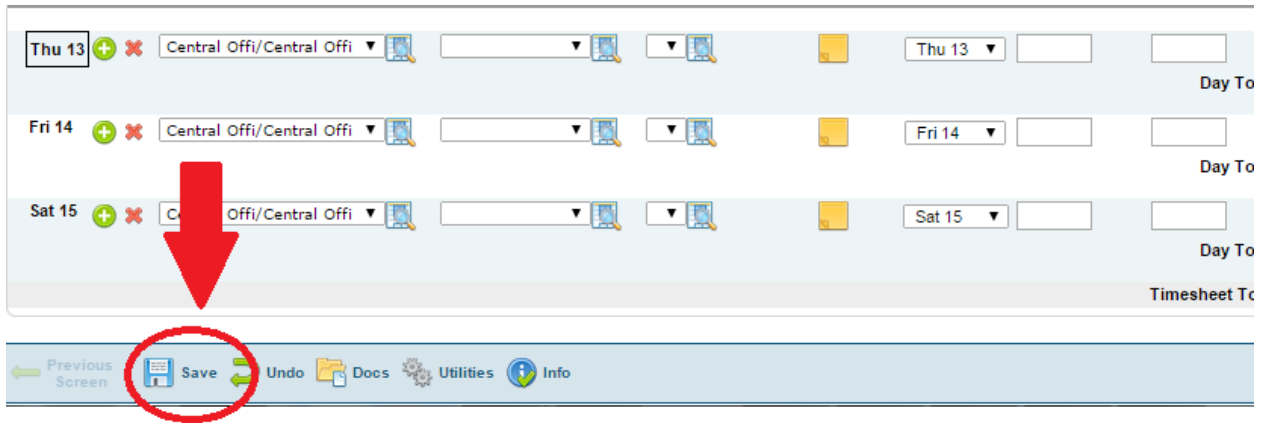 Thu 13 Central Offi/Central Offi Thu 13
Day To
Fri 14 Central Offi/Central Offi Fri 14
Day To
Sat 15 Offi/Central Offi Sat 15
Day To
Timesheet To
Previous Screen Save Undo Docs Utilities Info